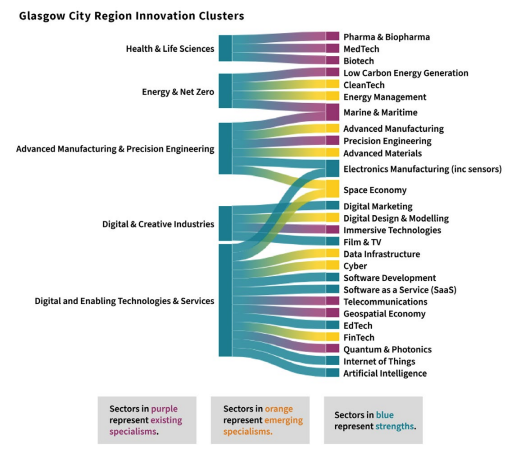 Glasgow City Region Innovation Clusters
Health & Life Sciences
Energy & Net Zero
Advanced Manufacturing & Precision Engineering
Digital & Creative Industries
Digital and Enabling Technologies & Services
Pharma & Biopharma
MedTech
Biotech
Low Carbon Energy Generation
CleanTech
Energy Management
Marine & Maritime
Advanced Manufacturing
Precision Engineering
Advanced Materials
Electronics Manufacturing (inc sensors)
Space Economy
Digital Marketing
Digital Design & Modelling
Immersive Technologies
Film & TV
Data Infrastructure
Cyber
Software Development
Software as a Service (SaaS)
Telecommunications
Geospatial Economy
EdTech
FinTech
Quantum & Photonics
Internet of Things
Artificial Intelligence
Sectors in purple
represent existing
specialisms.
Sectors in orange
represent emerging
specialisms.
Sectors in blue
represent strengths.